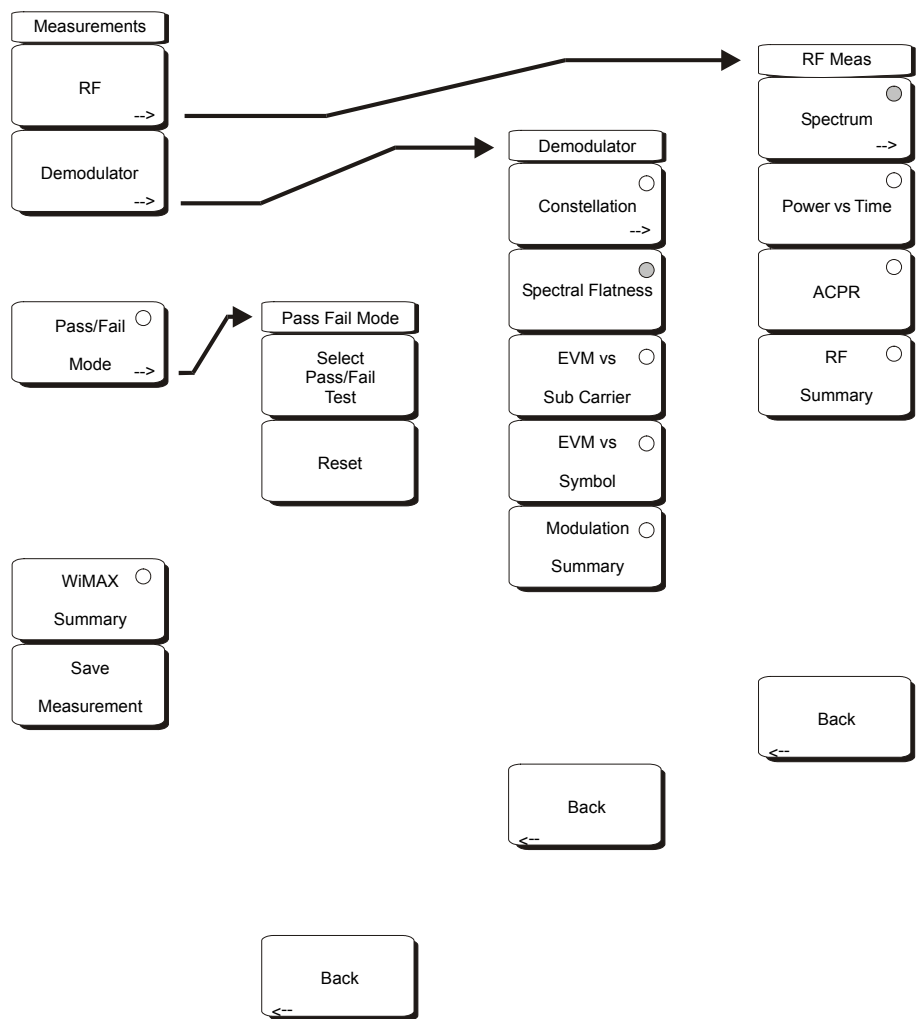 Measurements
RF
-->
Demodulator
-->
Pass/Fail
Mode
-->
WiMAX
Summary
Save
Measurement
Pass Fail Mode
Select
Pass/Fail
Test
Reset
Back
<--
Demodulator
Constellation
-->
Spectral Flatness
EVM vs
Sub Carrier
EVM vs
Symbol
Modulation
Summary
Back
<--
RF Meas
Spectrum
-->
Power vs Time
ACPR
RF
Summary
Back
<--